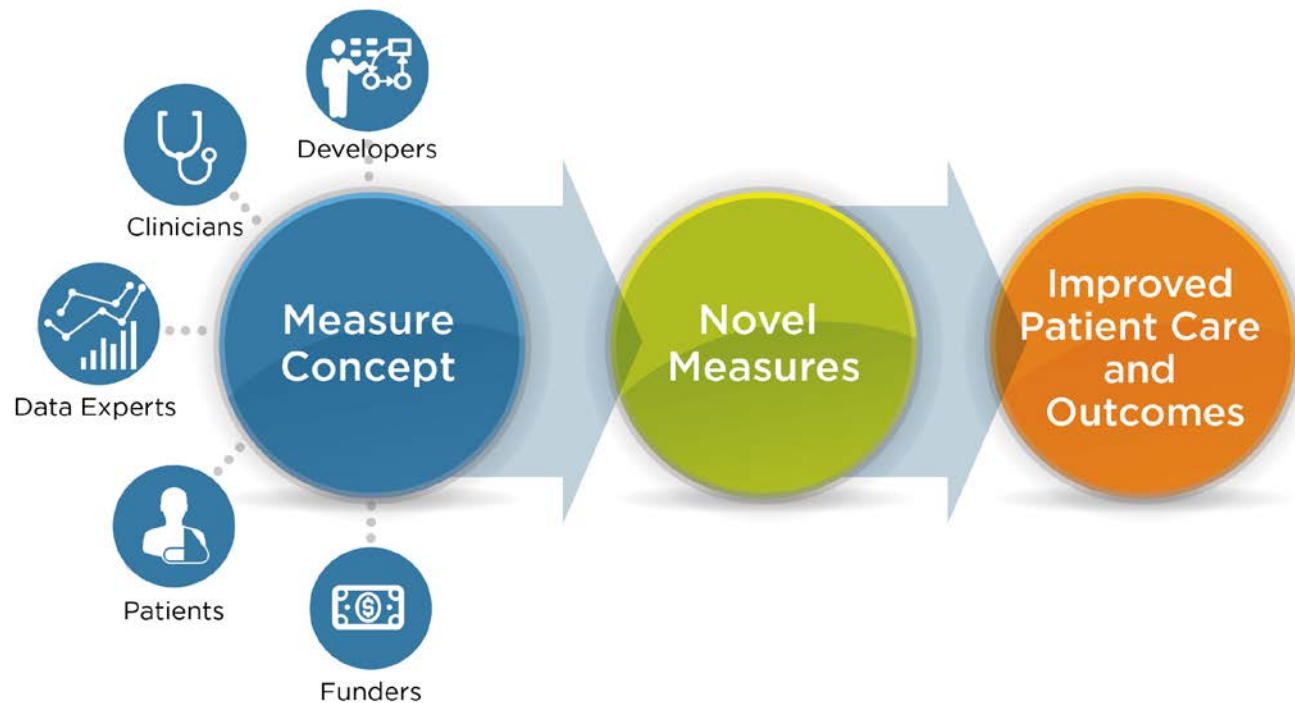 Developers
Clinicians
Data Experts
Patients
Funders
Measure
Concept
Novel
Measures
Improved
Patient Care
and
Outcomes